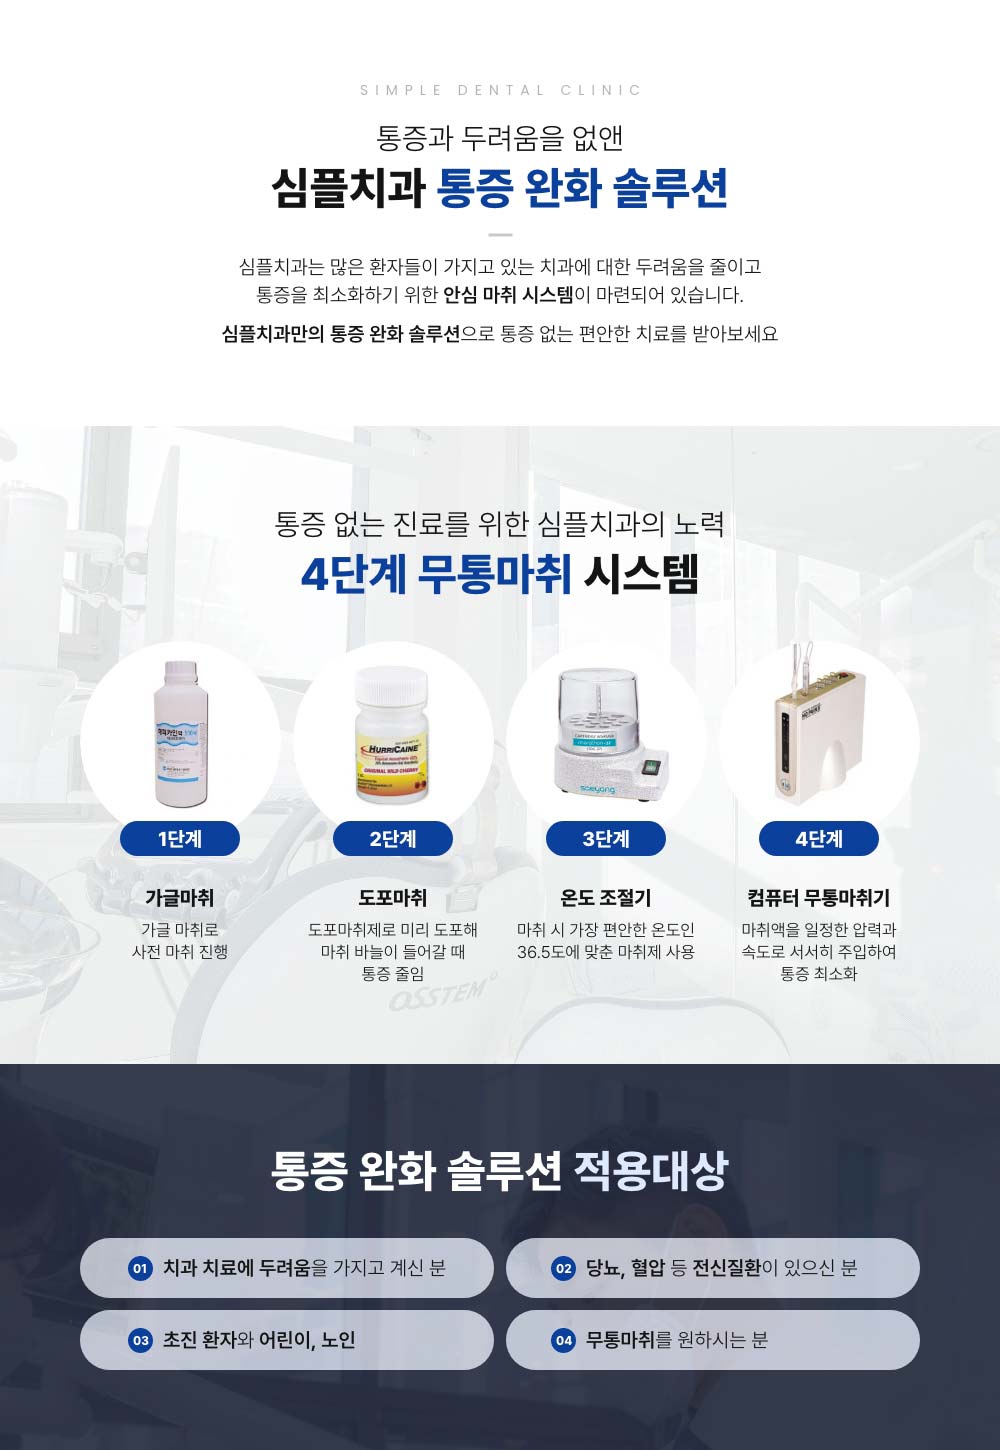 SIMPLE DENTAL CLINIC
통증과 두려움을 없앤
심플치과 통증 완화 솔루션
심플치과는 많은 환자들이 가지고 있는 치과에 대한 두려움을 줄이고
통증을 최소화하기 위한 안심 마취 시스템이 마련되어 있습니다.
심플치과만의 통증 완화 솔루션으로 통증 없는 편안한 치료를 받아보세요
통증 없는 진료를 위한 심플치과의 노력
4단계 무통마취 시스템
HURRICAINE
ORIGINAL WILD CHERRY
CARTRIDGE WARMER
marathon-32
saeyang
1단계
2단계
3단계
4단계
가글마취
가글 마취로
사전 마취 진행
도포마취
도포마취제로 미리 도포해
마취 바늘이 들어갈 때
통증 줄임
온도 조절기
마취 시 가장 편안한 온도인
36.5도에 맞춘 마취제 사용
컴퓨터 무통마취기
마취액을 일정한 압력과
속도로 서서히 주입하여
통증 최소화
OSSTEM
통증 완화 솔루션 적용대상
01 치과 치료에 두려움을 가지고 계신 분
02 당뇨, 혈압 등 전신질환이 있으신 분
03 초진 환자와 어린이, 노인
04 무통마취를 원하시는 분